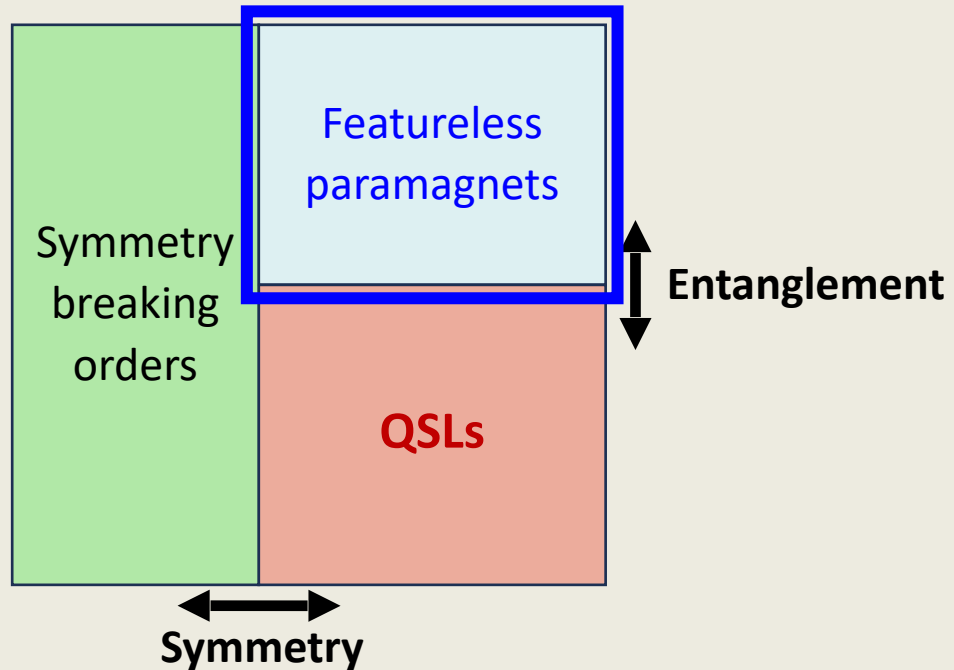 Featureless
paramagnets
Symmetry
breaking
orders
Entanglement
QSLs
Symmetry